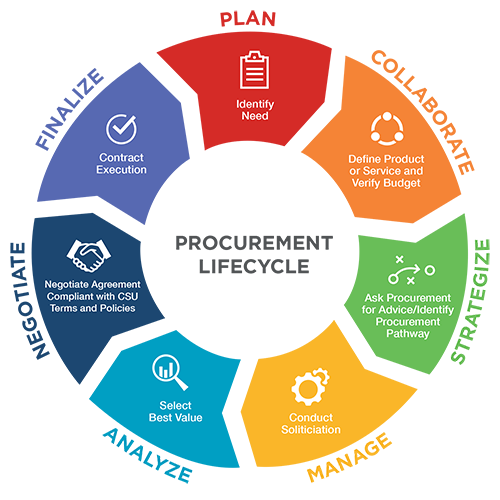 PLAN
Identify
Need
COLLABORATE
Define Product
or Service and
Verify Budget
STRATEGIZE
Ask Procurement
for Advice/Identify
Procurement
Pathway
MANAGE
Conduct
Soliticiation
ANALYZE
Select
Best Value
NEGOTIATE
Negotiate Agreement
Compliant with CSU
Terms and Policies
FINALIZE
Contract
Execution
PROCUREMENT
LIFECYCLE